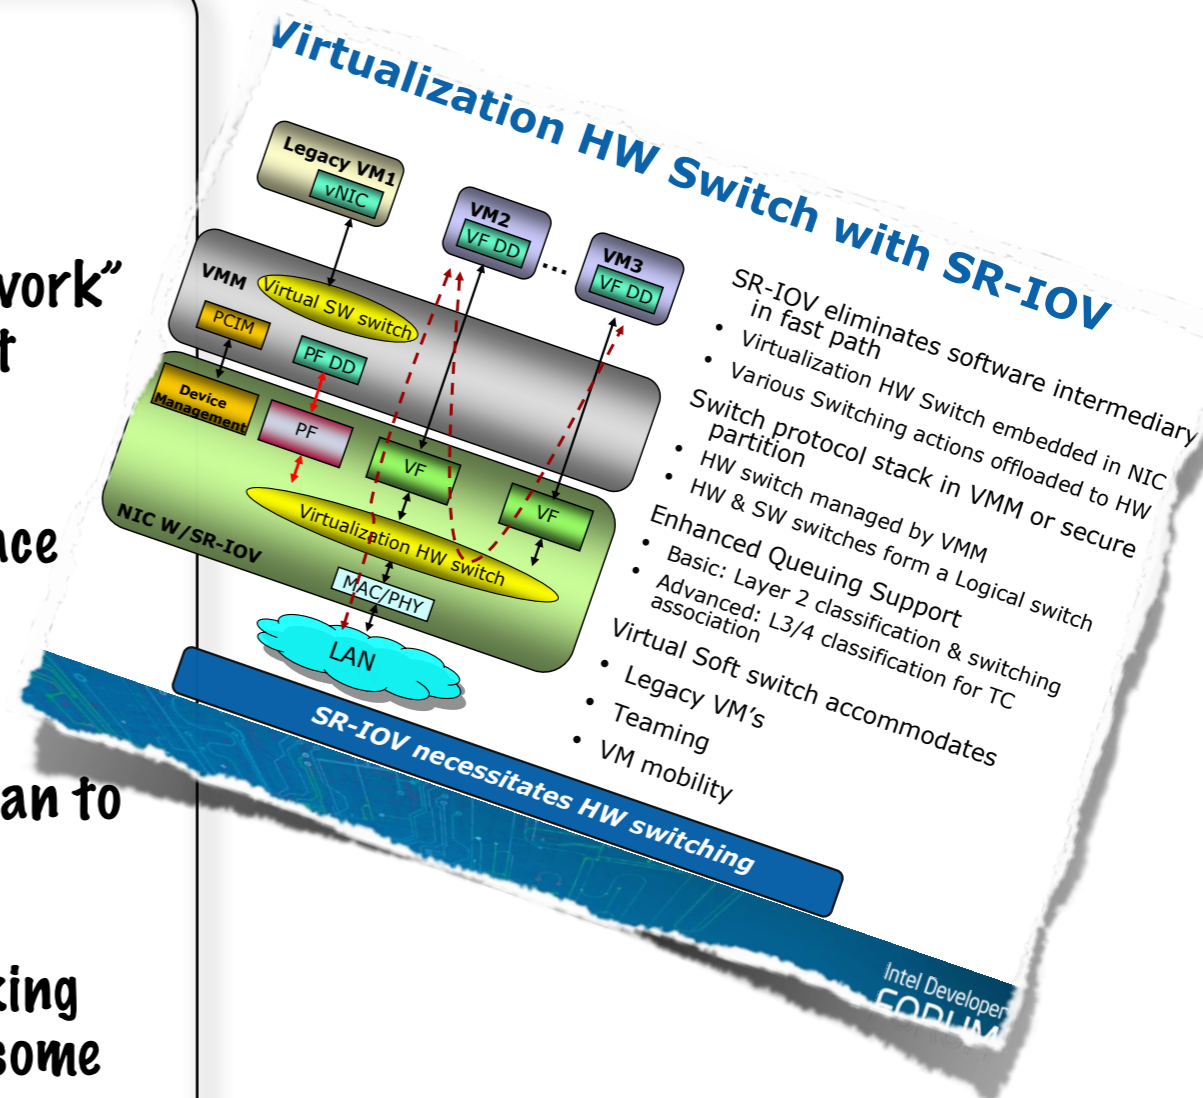 work”
t
ace
an to
king
some
Virtualization HW Switch with SR-IOV
Legacy VM1
vNIC
VM2
VF DD
...
VM3
VF DD
VMM
Virtual SW switch
PCIM
PF DD
Device
Management
PF
VF
VF
Virtualization HW switch
NIC W/SR-IOV
MAC/PHY
LAN
SR-IOV eliminates software intermediary
in fast path
• Virtualization HW Switch embedded in NIC
• Various Switching actions offloaded to HW
Switch protocol stack in VMM or secure
partition
• HW switch managed by VMM
• HW & SW switches form a Logical switch
Enhanced Queuing Support
• Basic: Layer 2 classification & switching
• Advanced: L3/4 classification for TC
association
Virtual Soft switch accommodates
• Legacy VM’s
• Teaming
• VM mobility
SR-IOV necessitates HW switching
Intel Developer
FORUM